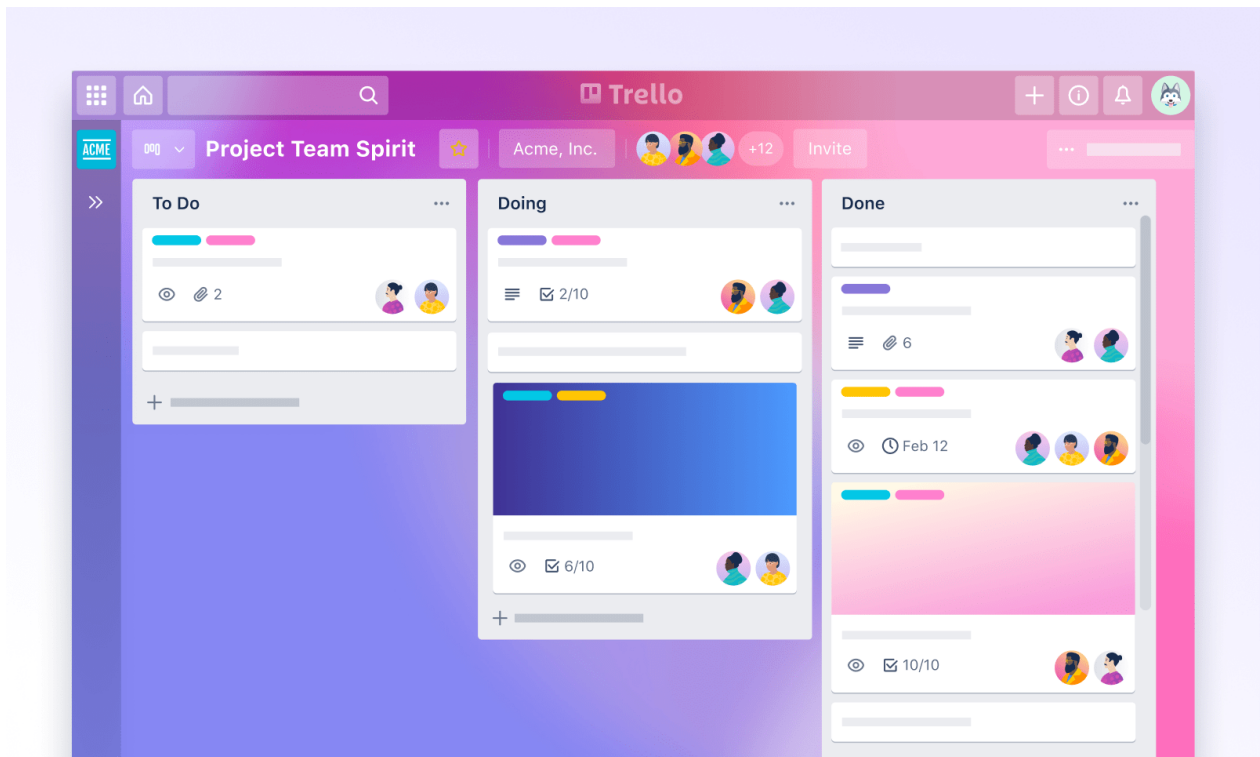 Trello
ACME
Project Team Spirit
Acme, Inc.
+12
Invite
To Do
2
Doing
2/10
6/10
Done
6
Feb 12
10/10